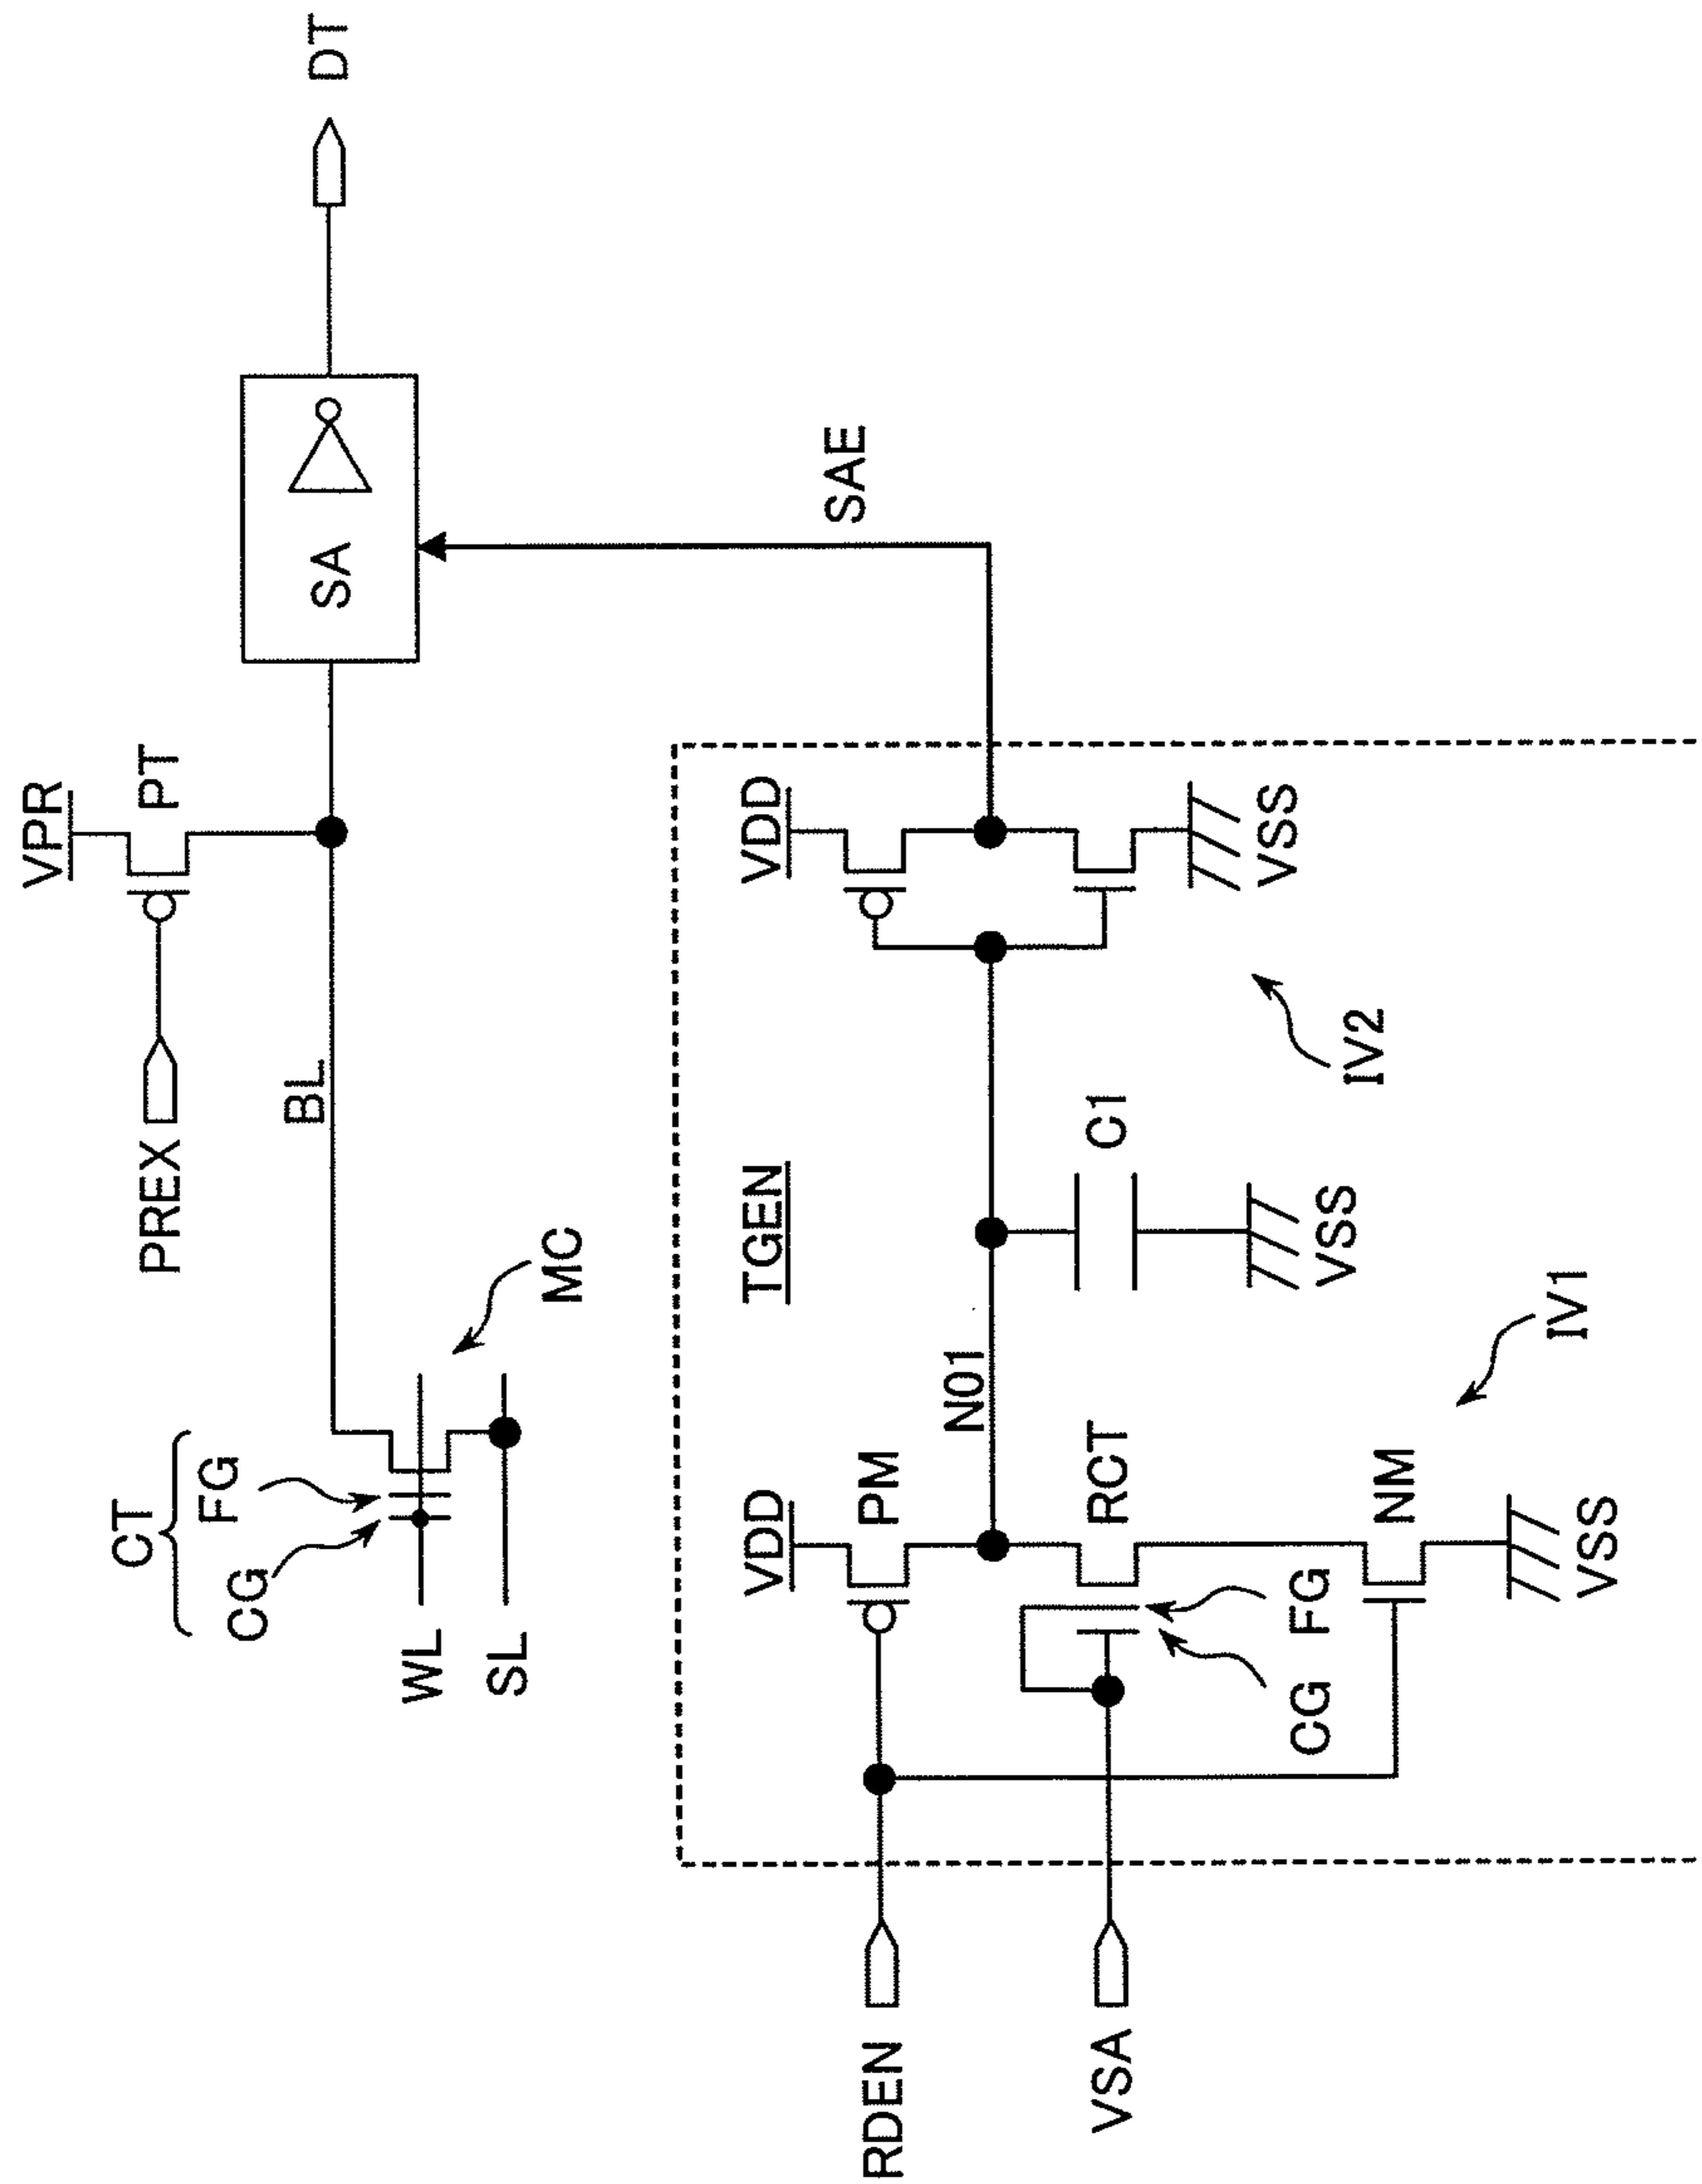 VPR
CT
PREX
PT
FG
CG
BL
SA
DT
WL
SL
MC
VDD
TGEN
VDD
SAE
RDEN
PM
N01
VSA
RCT
C1
VSS
CG
FG
VSS
IV2
NM
IV1
VSS